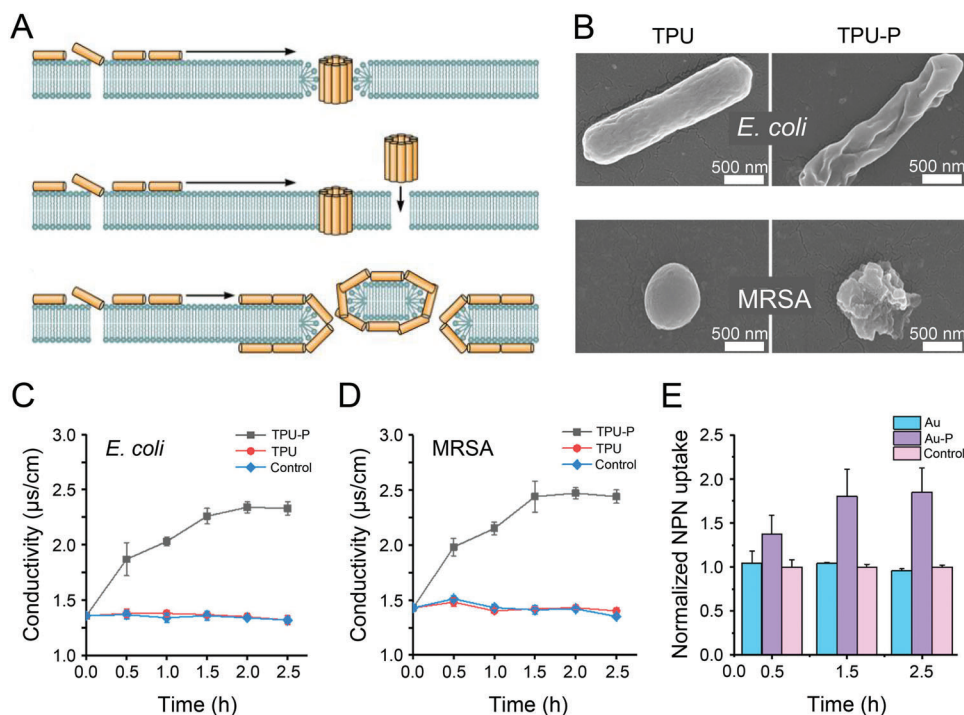 A
B
TPU
TPU-P
E. coli
500 nm
500 nm
MRSA
500 nm
500 nm
C
Conductivity (μs/cm)
3.0
2.5
2.0
1.5
1.0
E. coli
TPU-P
TPU
Control
0.0 0.5 1.0 1.5 2.0 2.5
Time (h)
D
Conductivity (μs/cm)
3.0
2.5
2.0
1.5
1.0
MRSA
TPU-P
TPU
Control
0.0 0.5 1.0 1.5 2.0 2.5
Time (h)
E
Normalized NPN uptake
2.5
2.0
1.5
1.0
0.5
0.0
Au
Au-P
Control
0.0 0.5 1.5 2.5
Time (h)